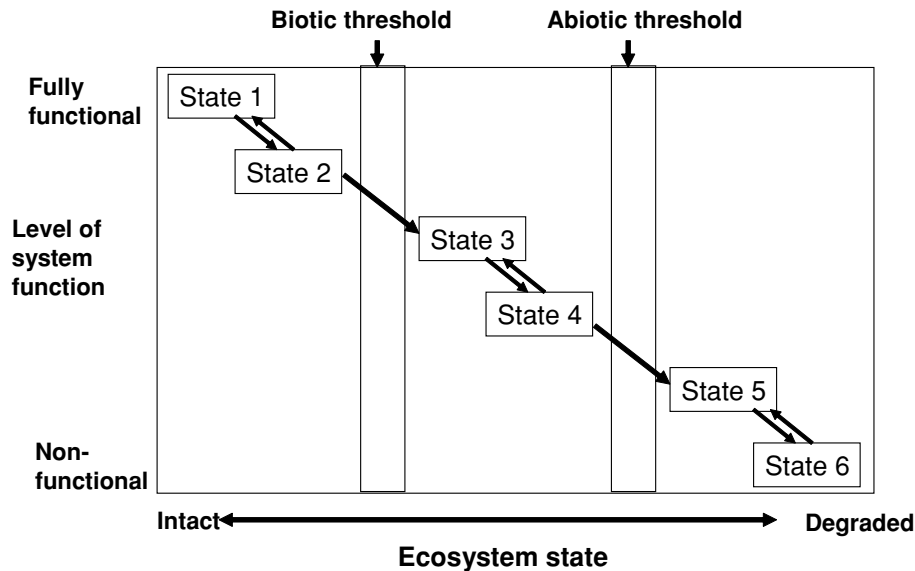 Biotic threshold
Abiotic threshold
Fully
functional
State 1
State 2
Level of
system
function
State 3
State 4
State 5
Non-
functional
State 6
Intact
Degraded
Ecosystem state